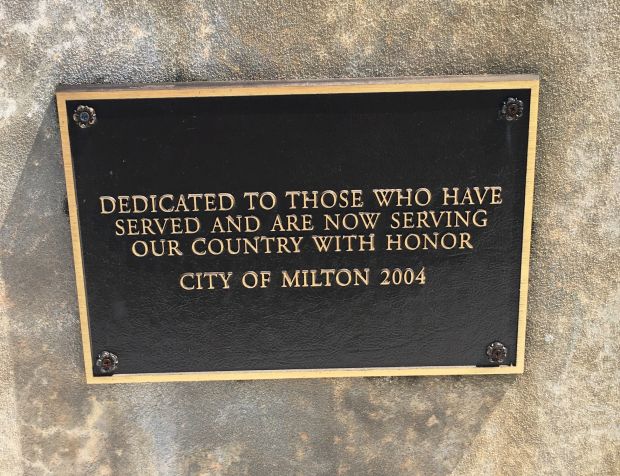 DEDICATED TO THOSE WHO HAVE
SERVED AND ARE NOW SERVING
OUR COUNTRY WITH HONOR
CITY OF MILTON 2004